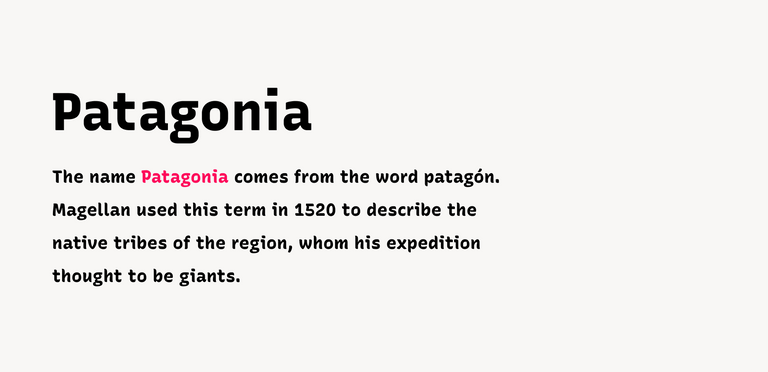 Patagonia
The name Patagonia comes from the word patagón.
Magellan used this term in 1520 to describe the
native tribes of the region, whom his expedition
thought to be giants.